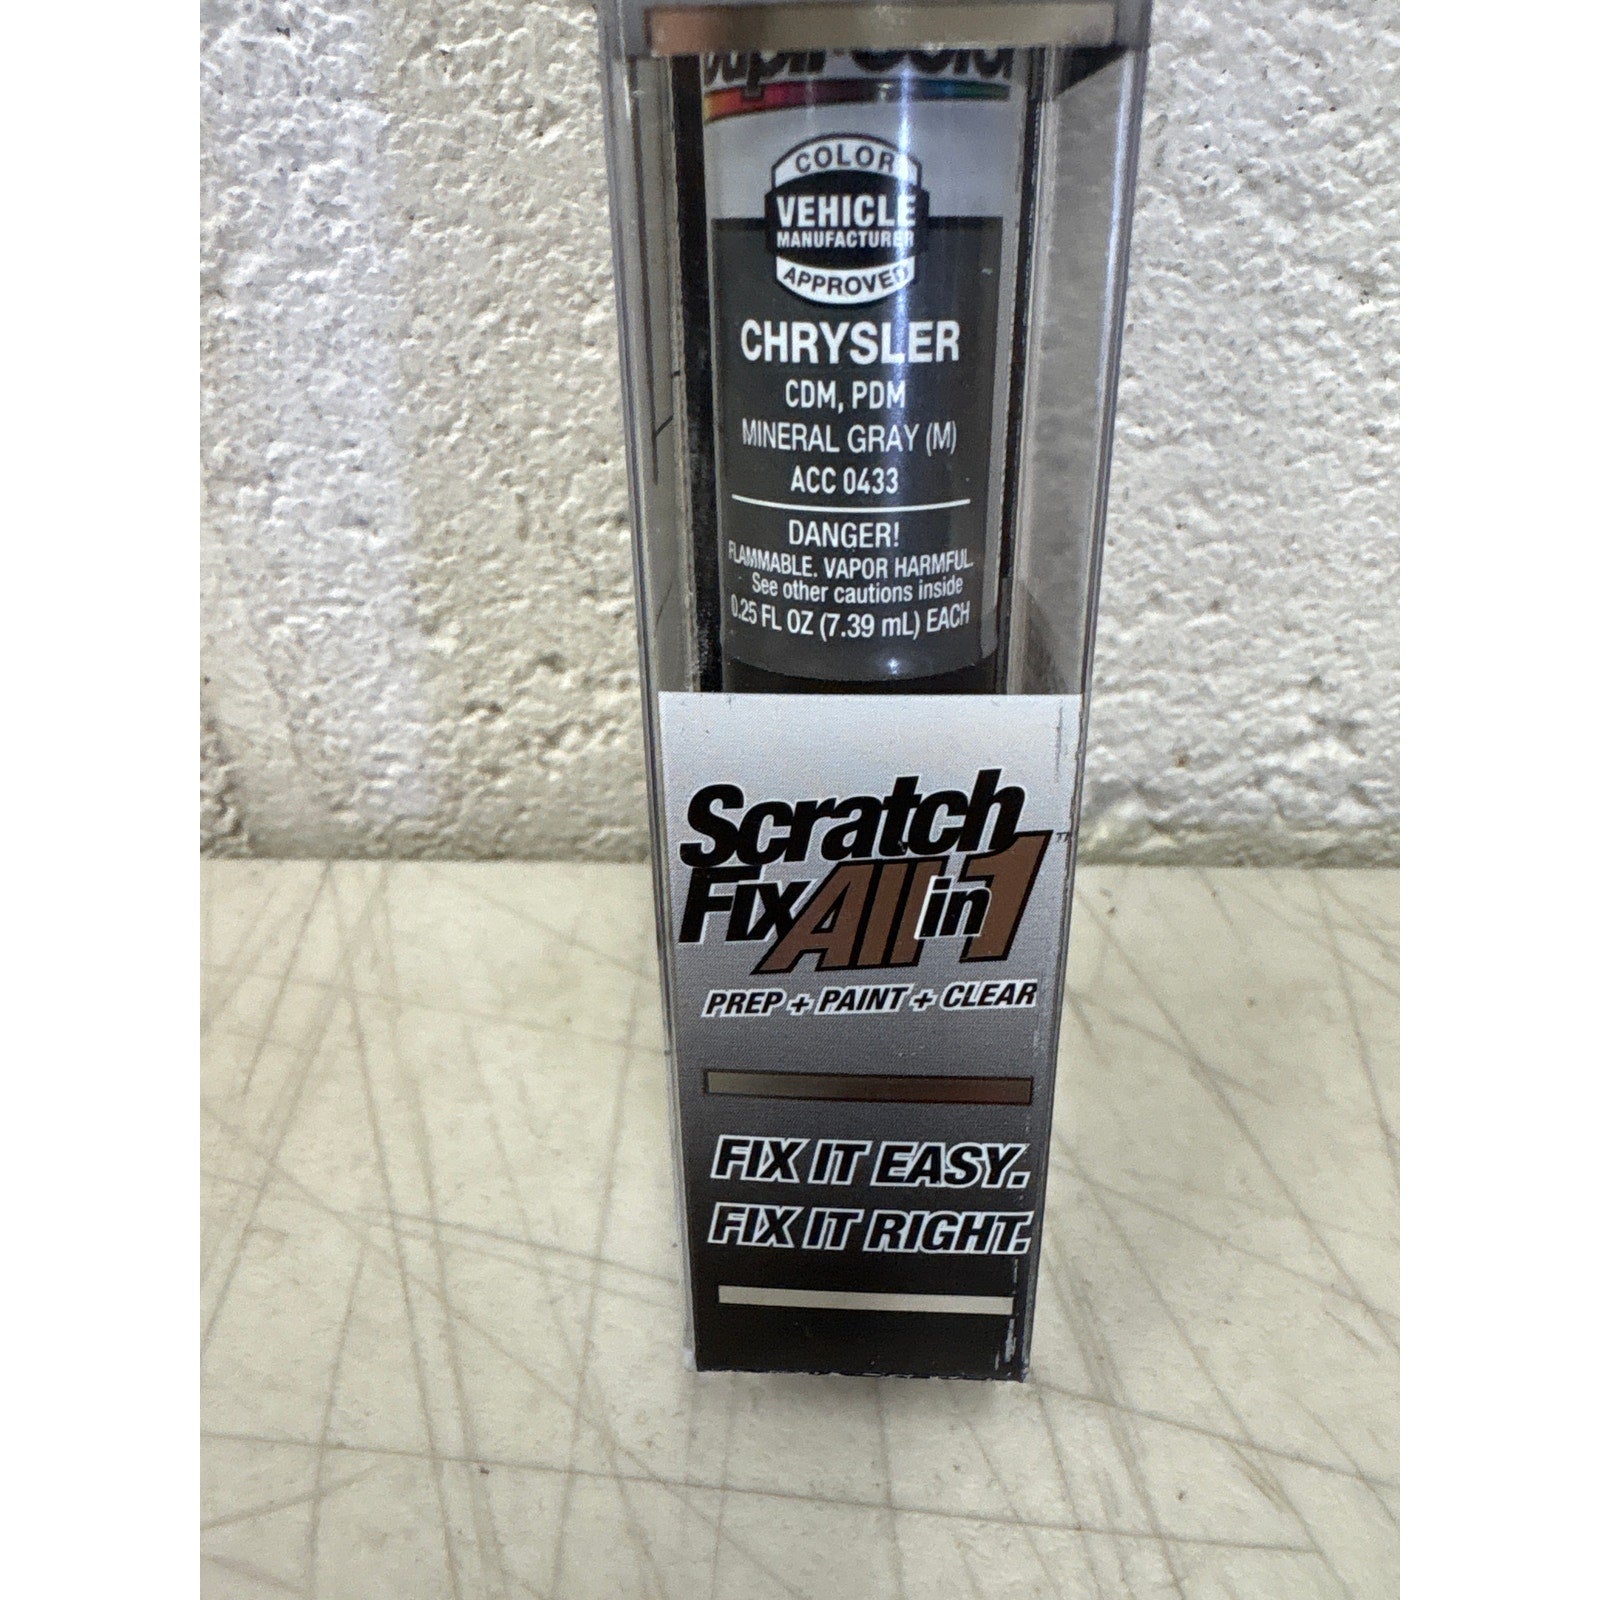 COLOR
VEHICLE
MANUFACTURER
APPROVED
CHRYSLER
CDM, PDM
MINERAL GRAY (M)
ACC 0433
DANGER!
FLAMMABLE. VAPOR HARMFUL.
See other cautions inside
0.25 FL OZ (7.39 mL) EACH
Scratch
Fix All in 1™
PREP + PAINT + CLEAR
FIX IT EASY.
FIX IT RIGHT.